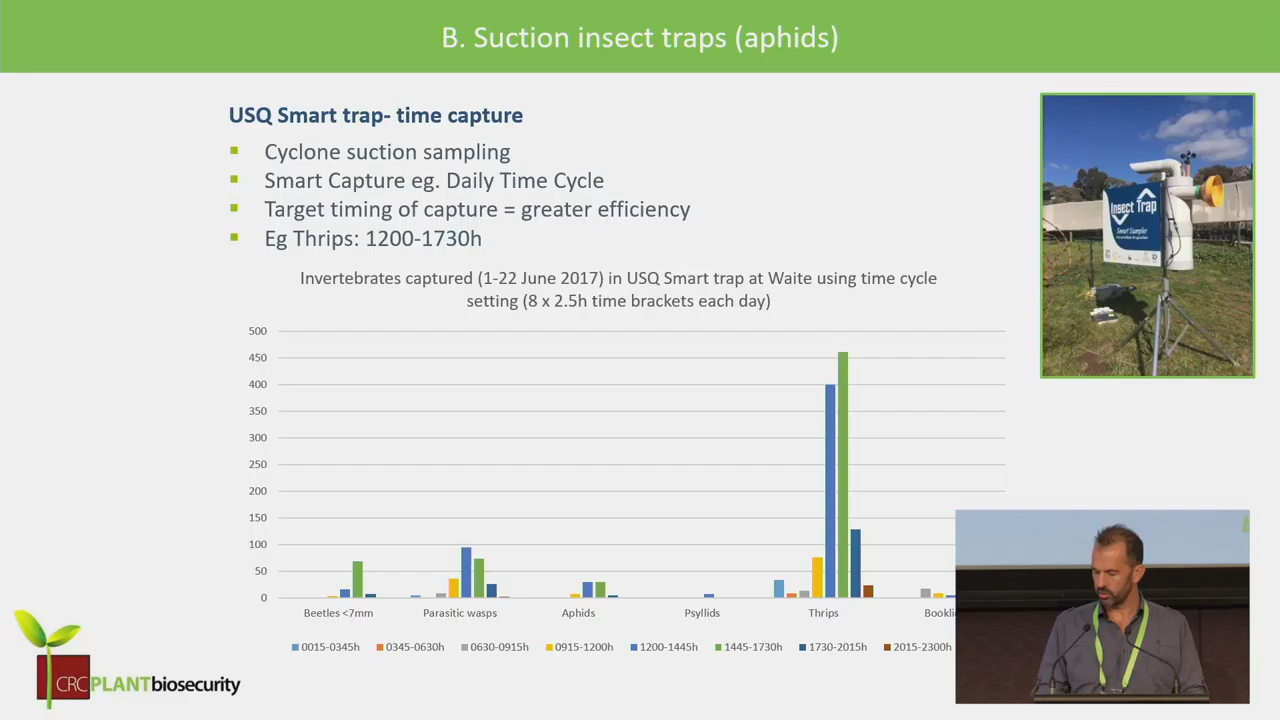 B. Suction insect traps (aphids)
USQ Smart trap- time capture
Cyclone suction sampling
Smart Capture eg. Daily Time Cycle
Target timing of capture = greater efficiency
Eg Thrips: 1200-1730h
Insect Trap
Smart Sampler
Invertebrates captured (1-22 June 2017) in USQ Smart trap at Waite using time cycle
setting (8 x 2.5h time brackets each day)
500
450
400
350
300
250
200
150
100
50
0
Beetles <7mm Parasitic wasps Aphids Psyllids Thrips
0015-0345h 0345-0630h 0630-0915h 0915-1200h 1200-1445h 1445-1730h 1730-2015h 2015-2300h
CRCPLANTbiosecurity